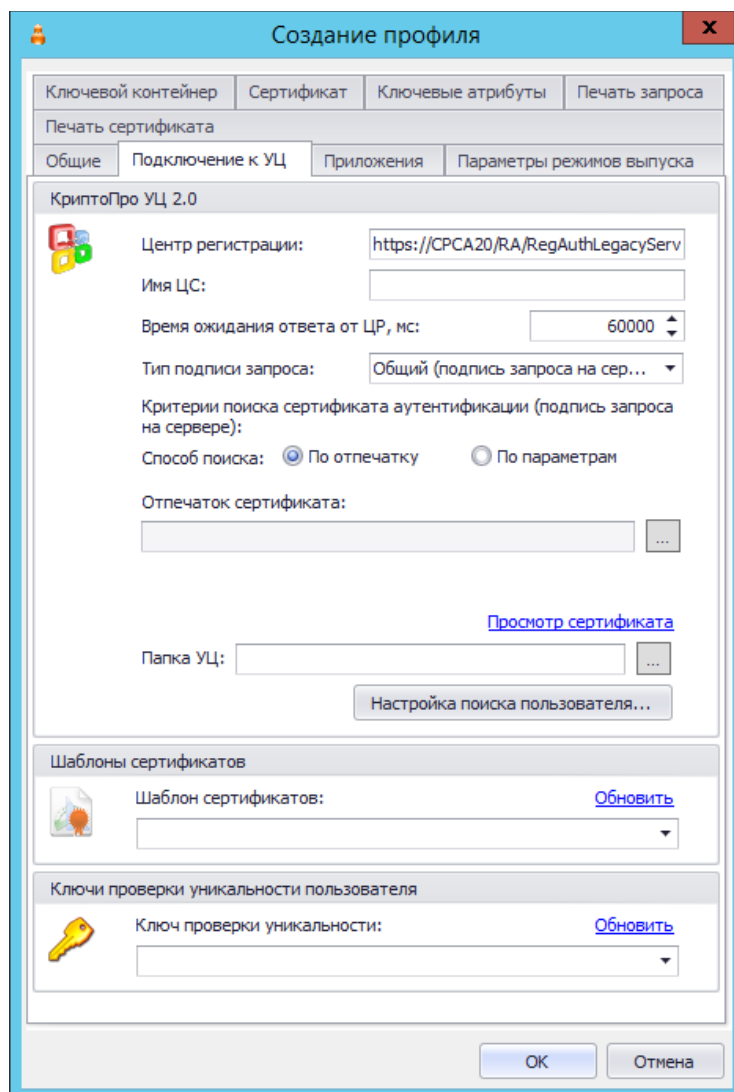 Создание профиля
x
Ключевой контейнер Сертификат Ключевые атрибуты Печать запроса
Печать сертификата
Общие Подключение к УЦ Приложения Параметры режимов выпуска
КриптоПро УЦ 2.0
Центр регистрации: https://CPCA20/RA/RegAuthLegacyServ
Имя ЦС:
Время ожидания ответа от ЦР, мс: 60000
Тип подписи запроса: Общий (подпись запроса на сер...
Критерии поиска сертификата аутентификации (подпись запроса
на сервере):
Способ поиска: По отпечатку По параметрам
Отпечаток сертификата:
...
Просмотр сертификата
Папка УЦ: ...
Настройка поиска пользователя...
Шаблоны сертификатов
Шаблон сертификатов: Обновить
Ключи проверки уникальности пользователя
Ключ проверки уникальности: Обновить
OK Отмена